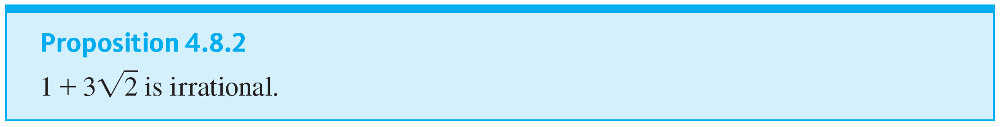 Proposition 4.8.2
1 + 3√2 is irrational.